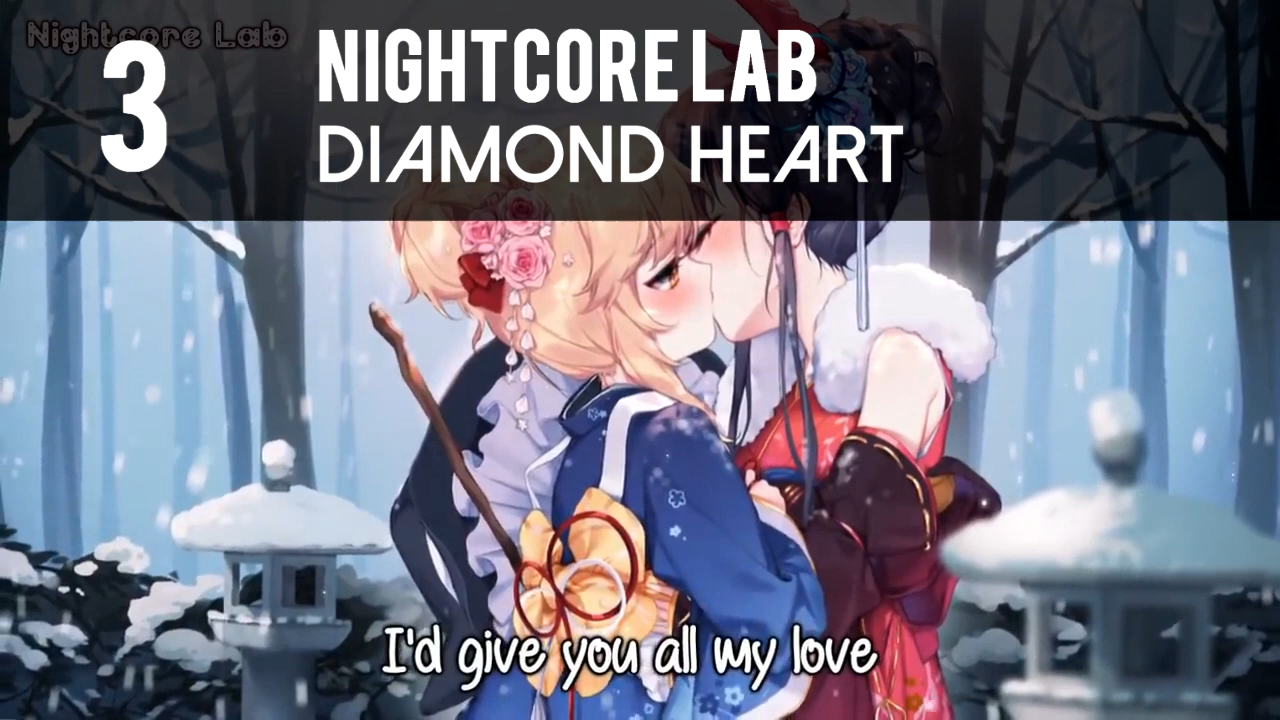 Nightcore Lab
3
NIGHTCORE LAB
DIAMOND HEART
I'd give you all my love